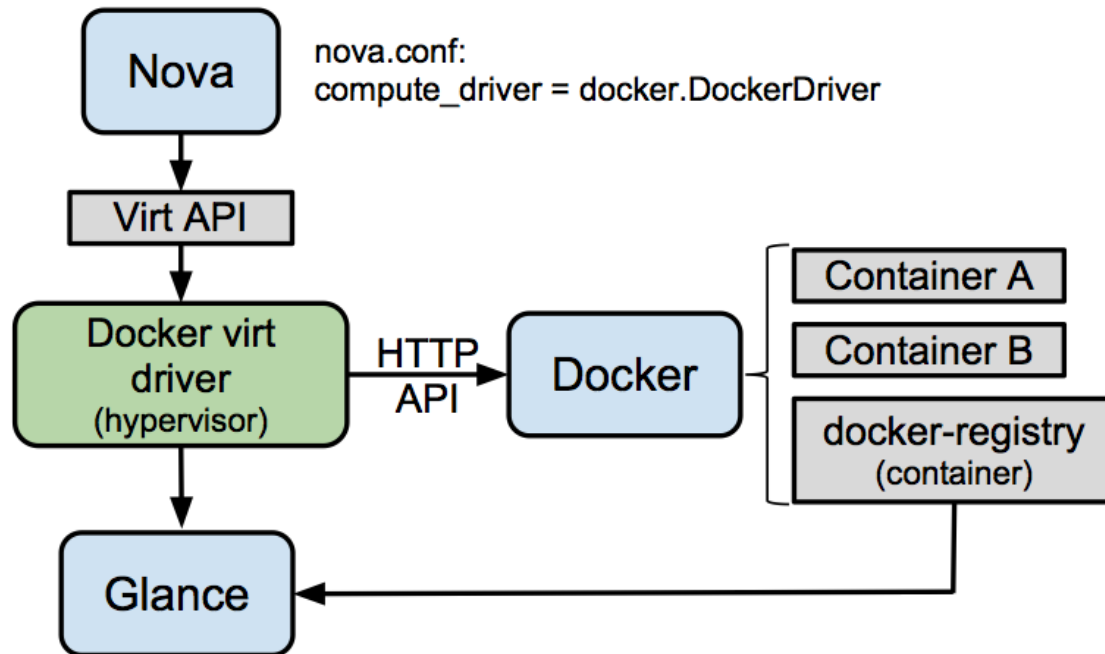 Nova
nova.conf:
compute_driver = docker.DockerDriver
Virt API
Docker virt
driver
(hypervisor)
HTTP
API
Docker
Container A
Container B
docker-registry
(container)
Glance